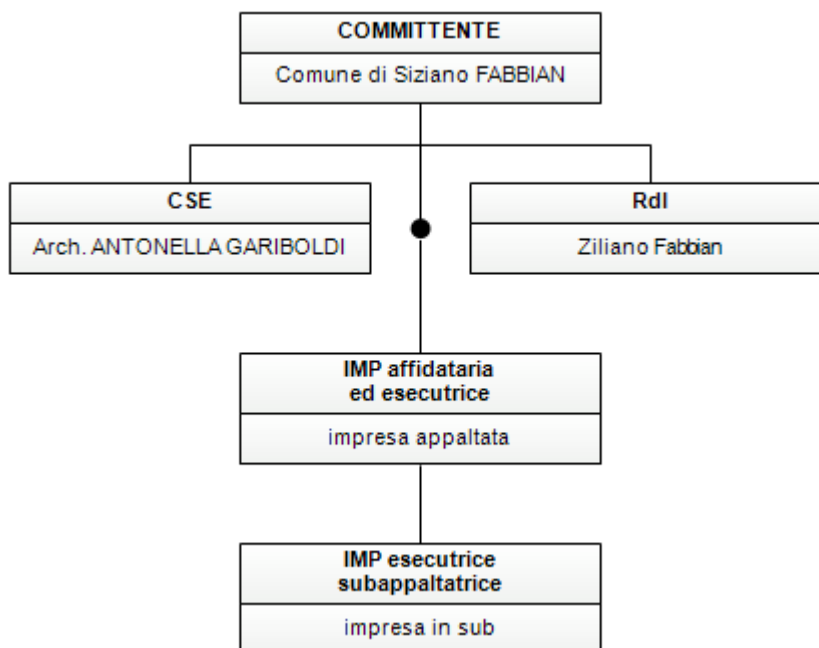 COMMITTENTE
Comune di Siziano FABBIAN
CSE
Arch. ANTONELLA GARIBOLDI
RdI
Ziliano Fabbian
IMP affidataria
ed esecutrice
impresa appaltata
IMP esecutrice
subappaltatrice
impresa in sub